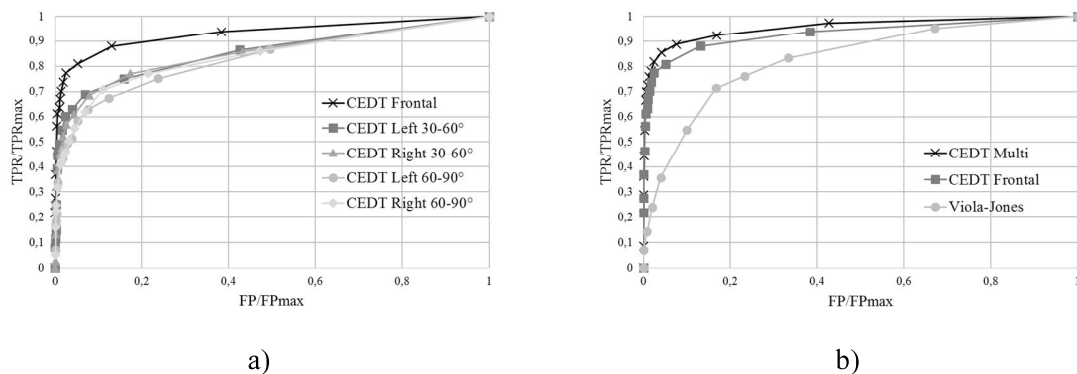 1
0,9
0,8
0,7
0,6
0,5
0,4
0,3
0,2
0,1
0
TPR/TPRmax
0 0,2 0,4 0,6 0,8 1
FP/FPmax
CEDT Frontal
CEDT Left 30-60°
CEDT Right 30-60°
CEDT Left 60-90°
CEDT Right 60-90°
a)
1
0,9
0,8
0,7
0,6
0,5
0,4
0,3
0,2
0,1
0
TPR/TPRmax
0 0,2 0,4 0,6 0,8 1
FP/FPmax
CEDT Multi
CEDT Frontal
Viola-Jones
b)